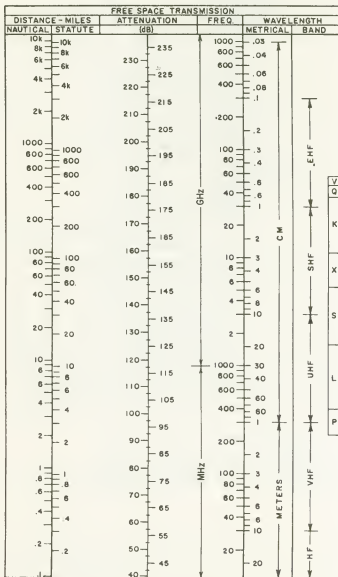 FREE SPACE TRANSMISSION
DISTANCE - MILES ATTENUATION FREQ. WAVELENGTH
NAUTICAL STATUTE (dB) METRICAL BAND
10k 10k 235 1000 .03
8k 8k 230 600 .04
6k 6k 225 400 .06
4k 4k 220 .08
215 .1
2k 210 -200
2k 205 .2
1000 200 100 .3
800 1000 195 80 .4
600 600 190 60
400 400 185 40 .6
180 1
200 175 20
200 170 2
165
100 160 10 3
80 100 155 8 4
60 60 150 6
40 40 145 4 6 8
140 10
20 135 2
20 130 20
125
10 120 1000 30
8 10 115 800 40
6 6 110 600
4 4 105 400 60
100 1
2 95 200
2 90 2
85
1 80 100 3
.8 1 75 80 4
.6 .8 70 60
.4 .6 65 40 6
.4 60 10
.2 55 20
.2 50 20
45
.1 40
GHz
MHz
CM
METERS
EHF
SHF
UHF
VHF
HF
V
Q
K
X
S
L
P